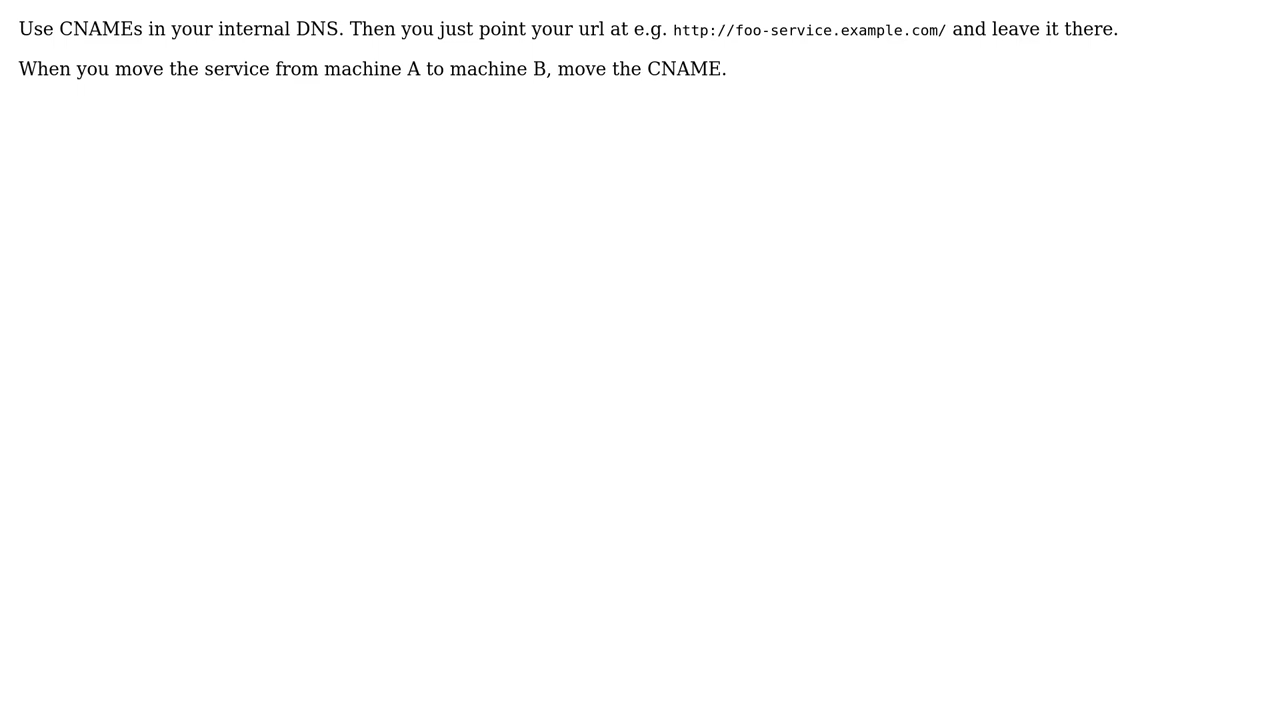 Use CNAMEs in your internal DNS. Then you just point your url at e.g. http://foo-service.example.com/ and leave it there.
When you move the service from machine A to machine B, move the CNAME.